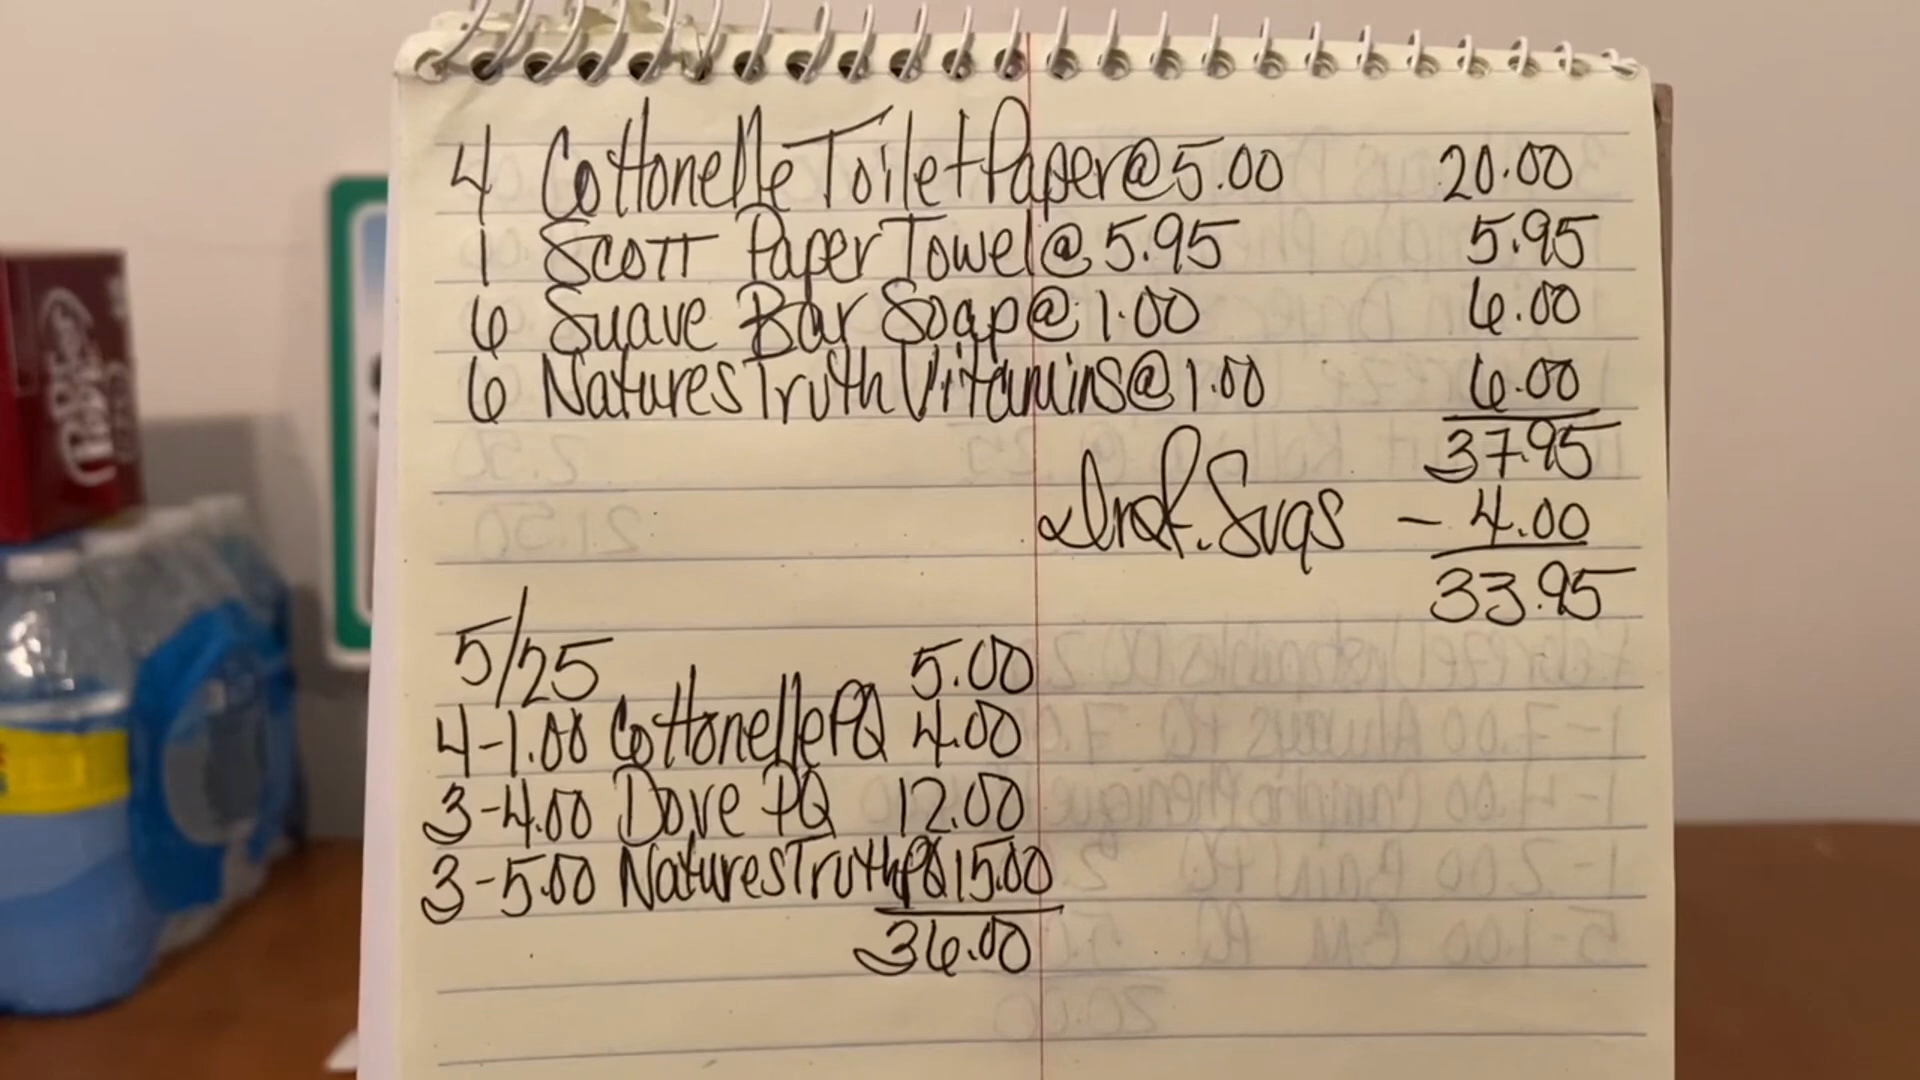 4 Cottonelle Toilet Paper @ 5.00 20.00
1 Scott Paper Towel @ 5.95 5.95
6 Suave Bar Soap @ 1.00 6.00
6 Natures Truth Vitamins @ 1.00 6.00
37.95
Svgs - 4.00
33.95
5/25 5.00
4-1.00 Cottonelle PQ 4.00
3-4.00 Dove PQ 12.00
3-5.00 Natures Truth PQ 15.00
36.00